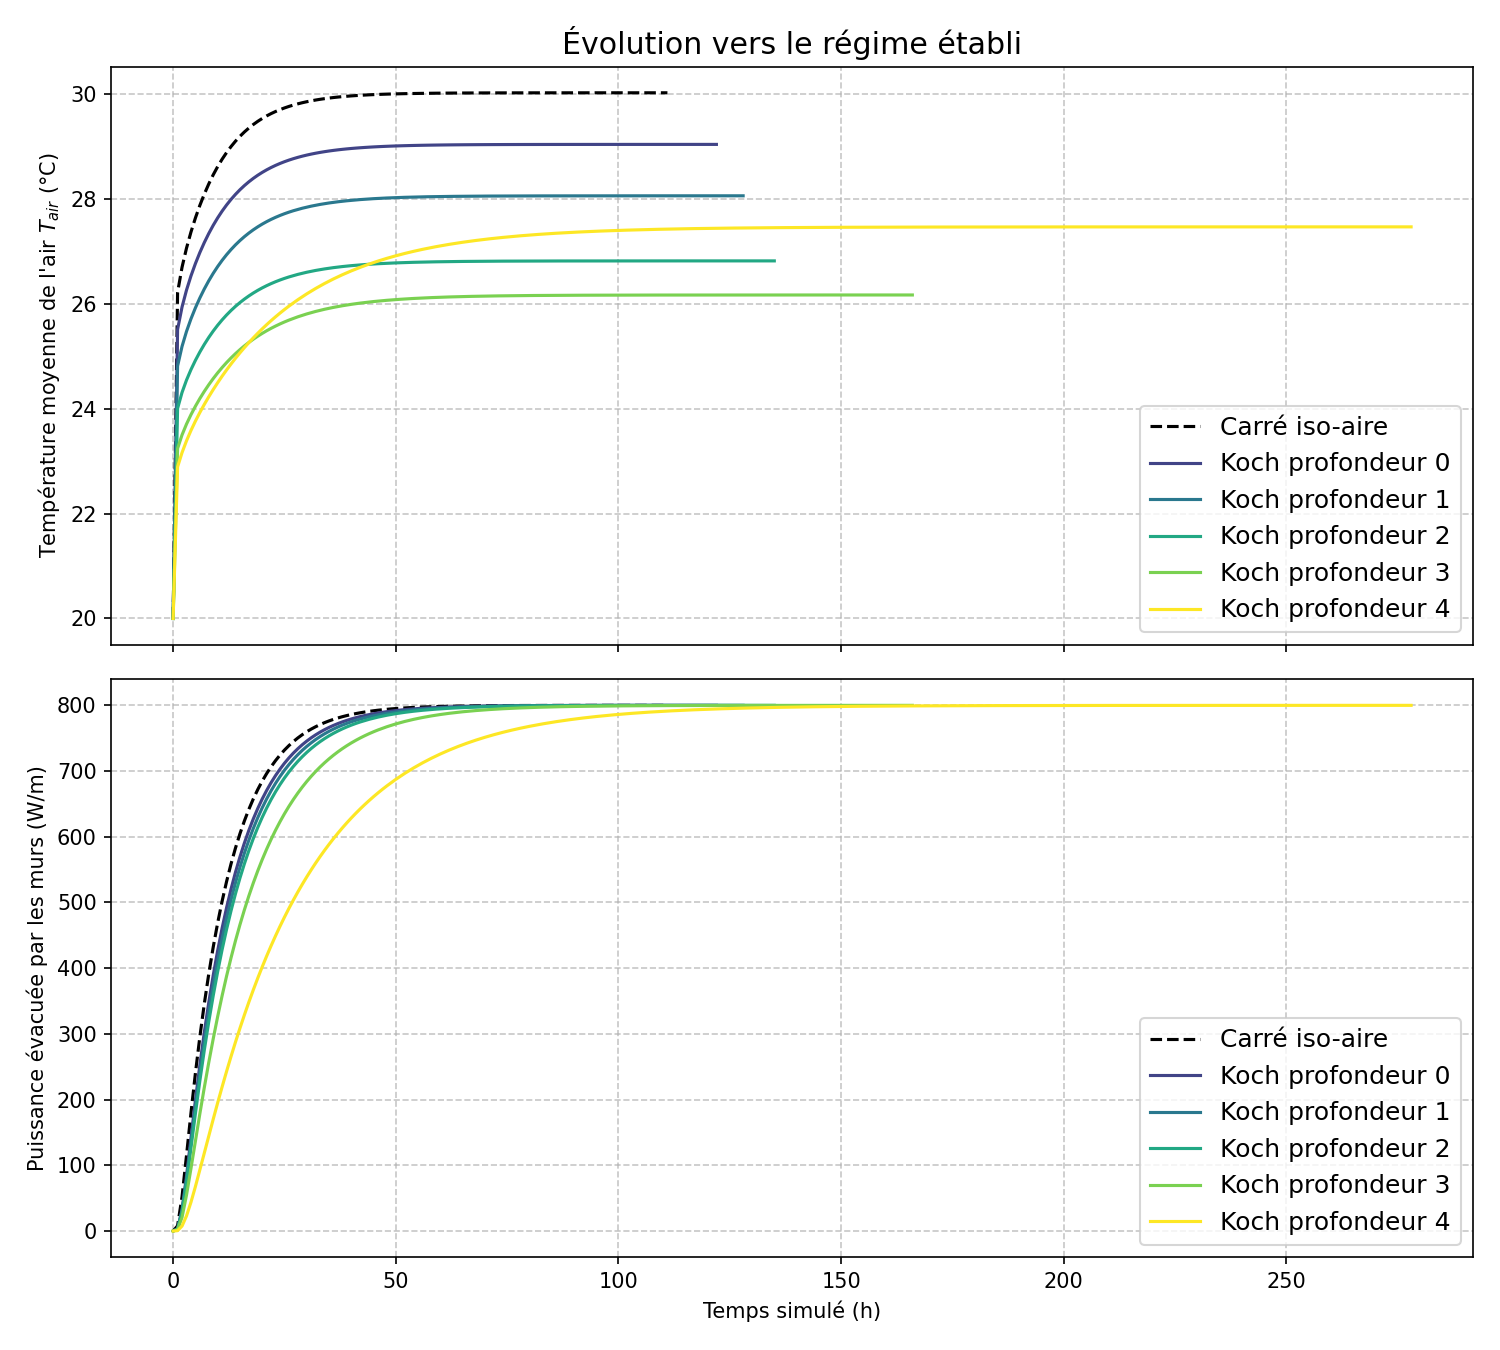 Évolution vers le régime établi
Température moyenne de l'air T_air (°C)
30
28
26
24
22
20
Carré iso-aire
Koch profondeur 0
Koch profondeur 1
Koch profondeur 2
Koch profondeur 3
Koch profondeur 4
Puissance évacuée par les murs (W/m)
800
700
600
500
400
300
200
100
0
Carré iso-aire
Koch profondeur 0
Koch profondeur 1
Koch profondeur 2
Koch profondeur 3
Koch profondeur 4
0 50 100 150 200 250
Temps simulé (h)